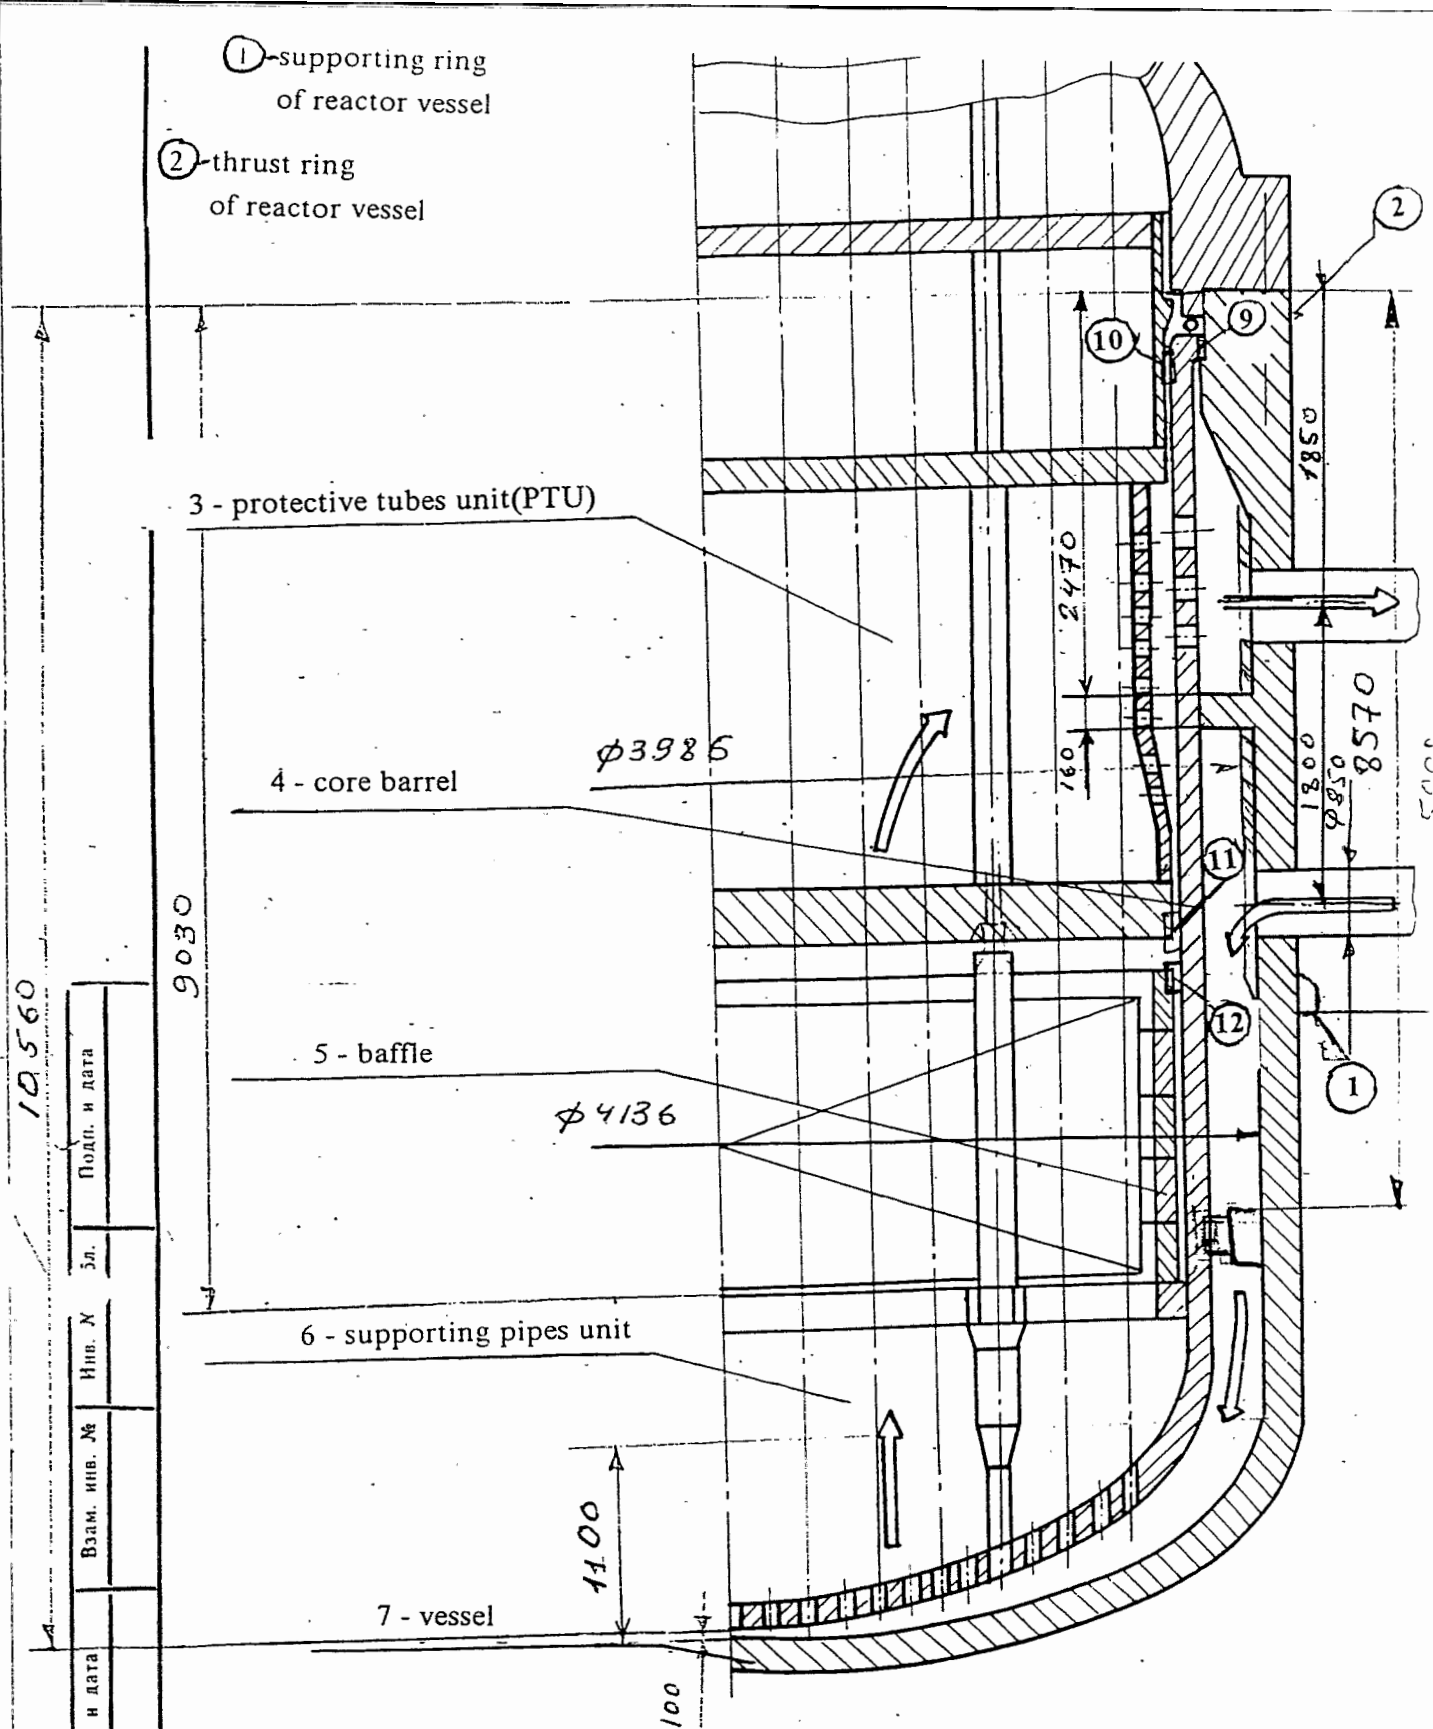 1 -supporting ring
of reactor vessel
2 -thrust ring
of reactor vessel
2
9
10
1850
3 - protective tubes unit(PTU)
2470
ϕ3986
4 - core barrel
160
1800
ϕ850
8570
11
9030
10560
12
5 - baffle
1
ϕ4136
Подп. и дата
6 - supporting pipes unit
Инв. N
Взам. инв. №
1100
7 - vessel
и дата
100